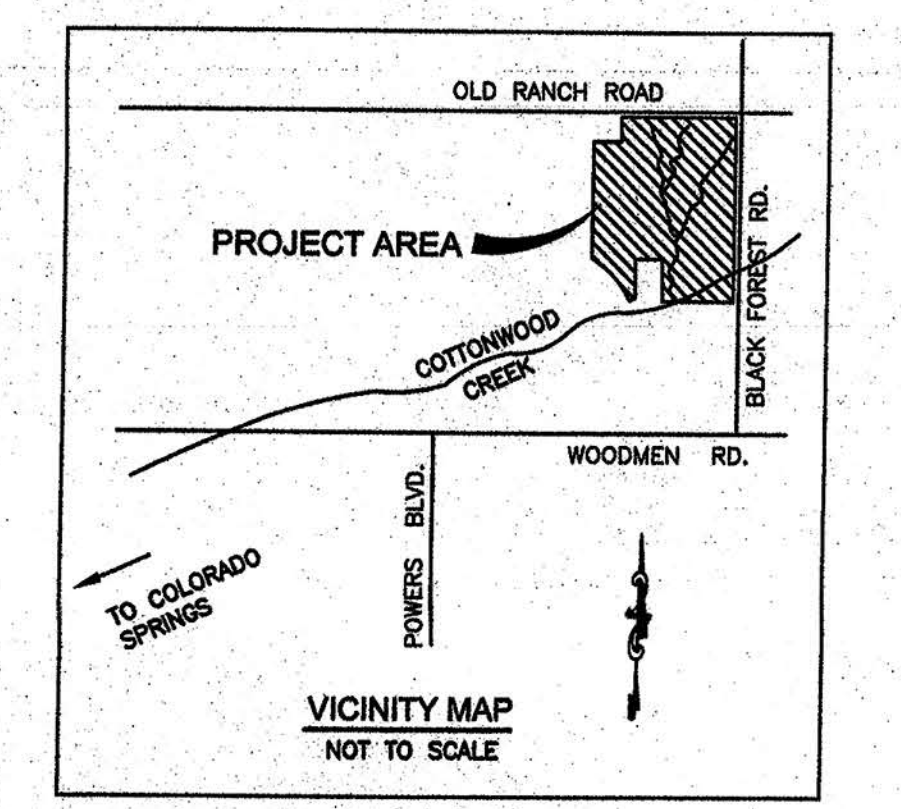 OLD RANCH ROAD
PROJECT AREA
BLACK FOREST RD.
COTTONWOOD
CREEK
WOODMEN RD.
POWERS BLVD.
TO COLORADO
SPRINGS
VICINITY MAP
NOT TO SCALE